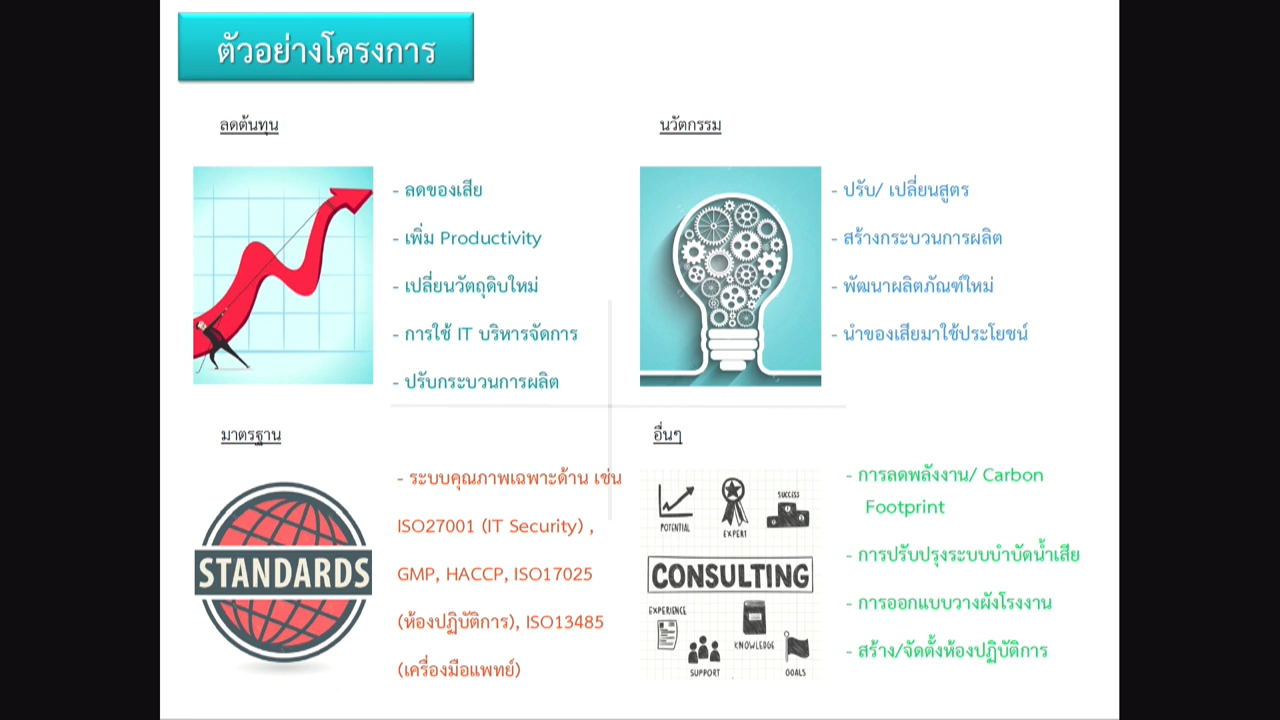 ตัวอย่างโครงการ
ลดต้นทุน
- ลดของเสีย
- เพิ่ม Productivity
- เปลี่ยนวัตถุดิบใหม่
- การใช้ IT บริหารจัดการ
- ปรับกระบวนการผลิต
นวัตกรรม
- ปรับ/ เปลี่ยนสูตร
- สร้างกระบวนการผลิต
- พัฒนาผลิตภัณฑ์ใหม่
- นำของเสียมาใช้ประโยชน์
มาตรฐาน
STANDARDS
- ระบบคุณภาพเฉพาะด้าน เช่น
ISO27001 (IT Security) ,
GMP, HACCP, ISO17025
(ห้องปฏิบัติการ), ISO13485
(เครื่องมือแพทย์)
อื่นๆ
POTENTIAL
EXPERT
SUCCESS
CONSULTING
EXPERIENCE
SUPPORT
KNOWLEDGE
GOALS
- การลดพลังงาน/ Carbon
Footprint
- การปรับปรุงระบบบำบัดน้ำเสีย
- การออกแบบวางผังโรงงาน
- สร้าง/จัดตั้งห้องปฏิบัติการ